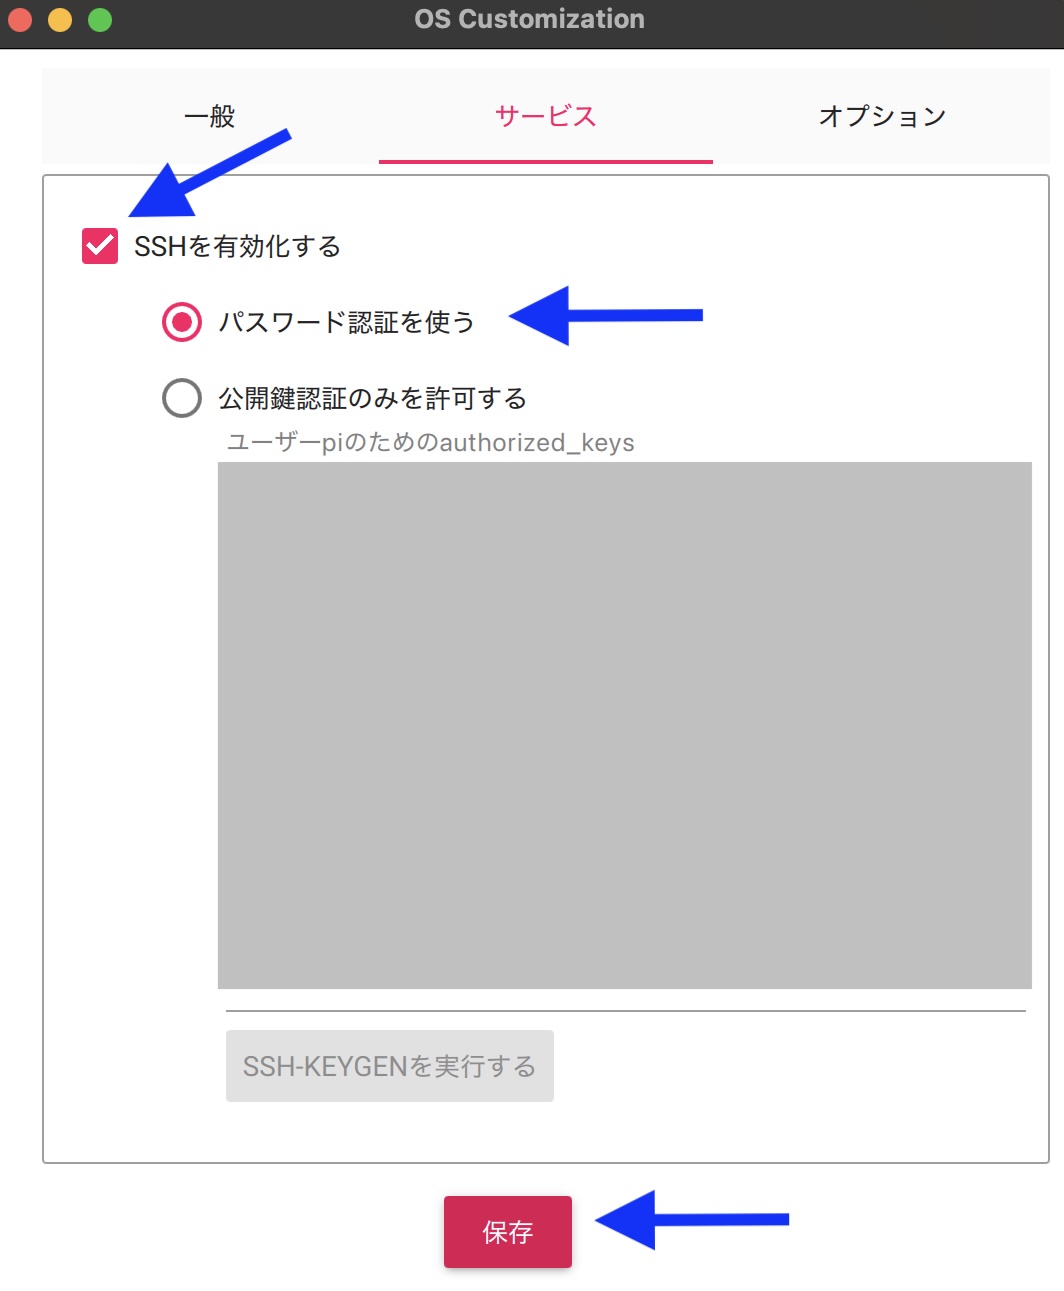 OS Customization
一般
サービス
オプション
SSHを有効化する
パスワード認証を使う
公開鍵認証のみを許可する
ユーザーpiのためのauthorized_keys
SSH-KEYGENを実行する
保存